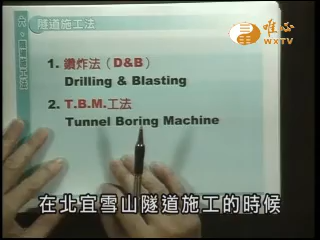 隧道施工法
唯心
WXTV
1. 鑽炸法（D&B）
Drilling & Blasting
2. T.B.M.工法
Tunnel Boring Machine
在北宜雪山隧道施工的時候